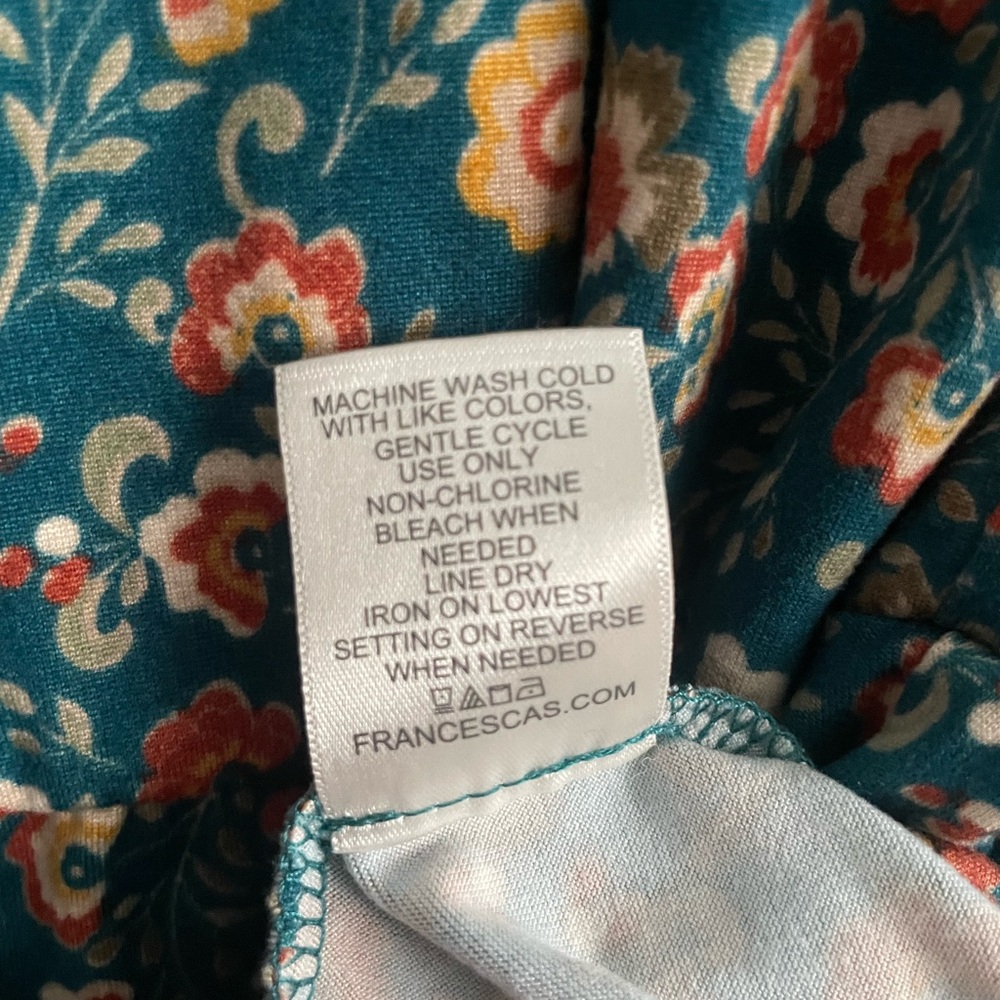 MACHINE WASH COLD
WITH LIKE COLORS,
GENTLE CYCLE
USE ONLY
NON-CHLORINE
BLEACH WHEN
NEEDED
LINE DRY
IRON ON LOWEST
SETTING ON REVERSE
WHEN NEEDED
FRANCESCAS.COM